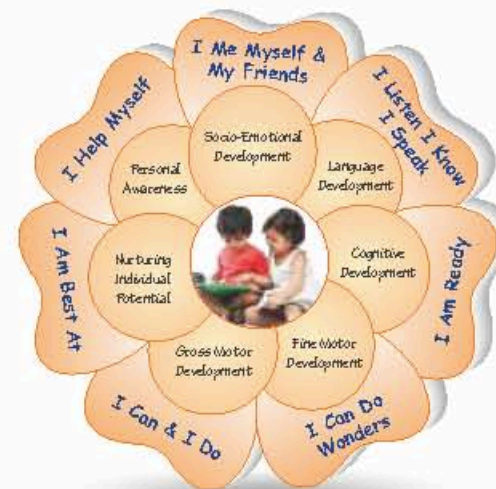 I Me Myself &
My Friends
Socio-Emotional
Development
I Listen I Know
I Speak
Language
Development
I Am Ready
Cognitive
Development
I Can Do
Wonders
Fine Motor
Development
I Can & I Do
Gross Motor
Development
I Am Best At
Nurturing
Individual
Potential
I Help Myself
Personal
Awareness